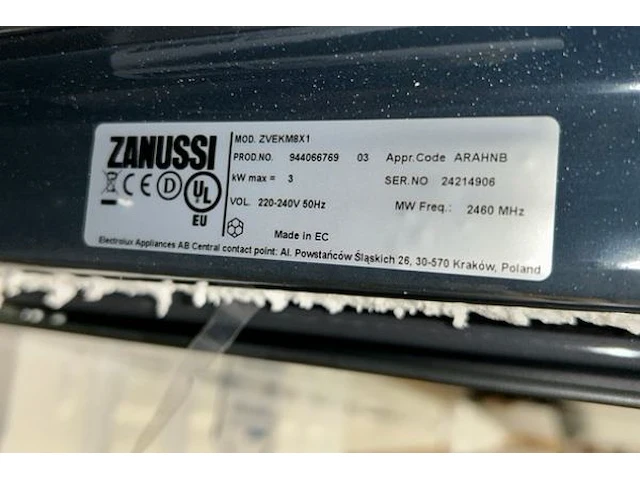 ZANUSSI
MOD. ZVEKM8X1
PROD.NO. 944066769 03 Appr.Code ARAHNB
kW max = 3 SER.NO 24214906
VOL. 220-240V 50Hz MW Freq.: 2460 MHz
CE D UL
EU
Made in EC
Electrolux Appliances AB Central contact point: Al. Powstańców Śląskich 26, 30-570 Kraków, Poland